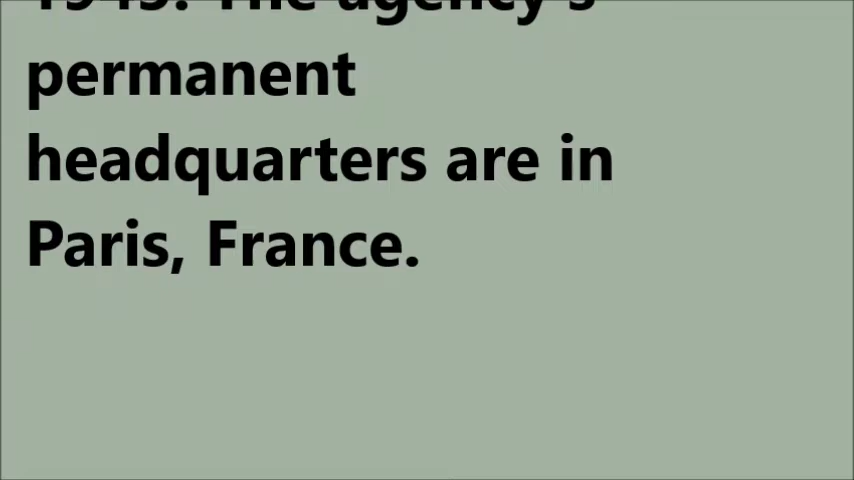 1945. The agency's
permanent
headquarters are in
Paris, France.